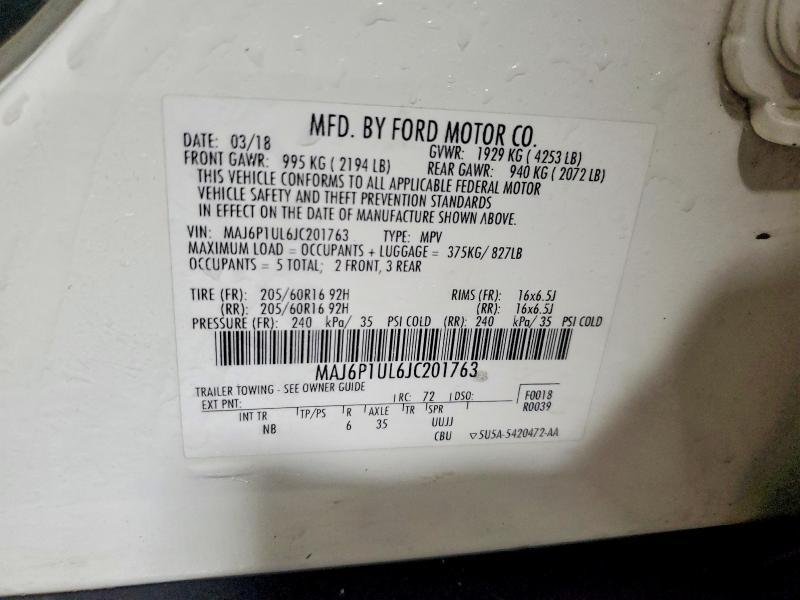 MFD. BY FORD MOTOR CO.
DATE: 03/18 GVWR: 1929 KG ( 4253 LB)
FRONT GAWR: 995 KG ( 2194 LB) REAR GAWR: 940 KG ( 2072 LB)
THIS VEHICLE CONFORMS TO ALL APPLICABLE FEDERAL MOTOR
VEHICLE SAFETY AND THEFT PREVENTION STANDARDS
IN EFFECT ON THE DATE OF MANUFACTURE SHOWN ABOVE.
VIN: MAJ6P1UL6JC201763 TYPE: MPV
MAXIMUM LOAD = OCCUPANTS + LUGGAGE = 375KG/ 827LB
OCCUPANTS = 5 TOTAL; 2 FRONT, 3 REAR
TIRE (FR): 205/60R16 92H RIMS (FR): 16x6.5J
(RR): 205/60R16 92H (RR): 16x6.5J
PRESSURE (FR): 240 kPa/ 35 PSI COLD (RR): 240 kPa/ 35 PSI COLD
MAJ6P1UL6JC201763
TRAILER TOWING - SEE OWNER GUIDE
EXT PNT: RC: 72 DSO: F0018
R0039
INT TR TP/PS R AXLE TR SPR
NB 6 35 UUJJ
CBU ▽5U5A-5420472-AA